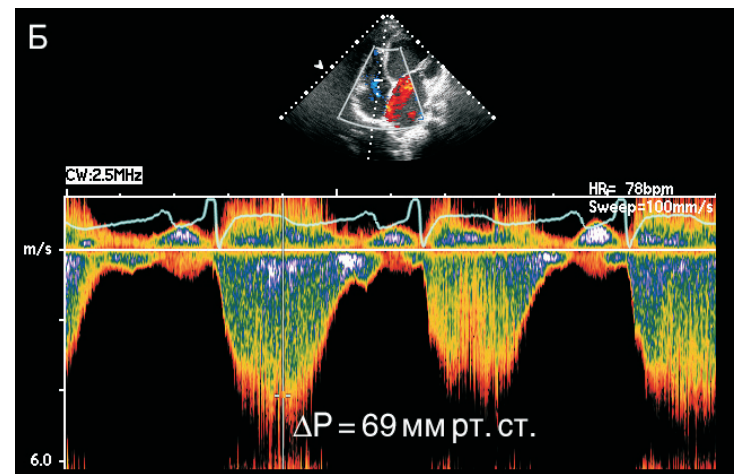 Б
CW:2.5MHz
HR= 78bpm
Sweep=100mm/s
m/s
ΔP = 69 мм рт. ст.
6.0